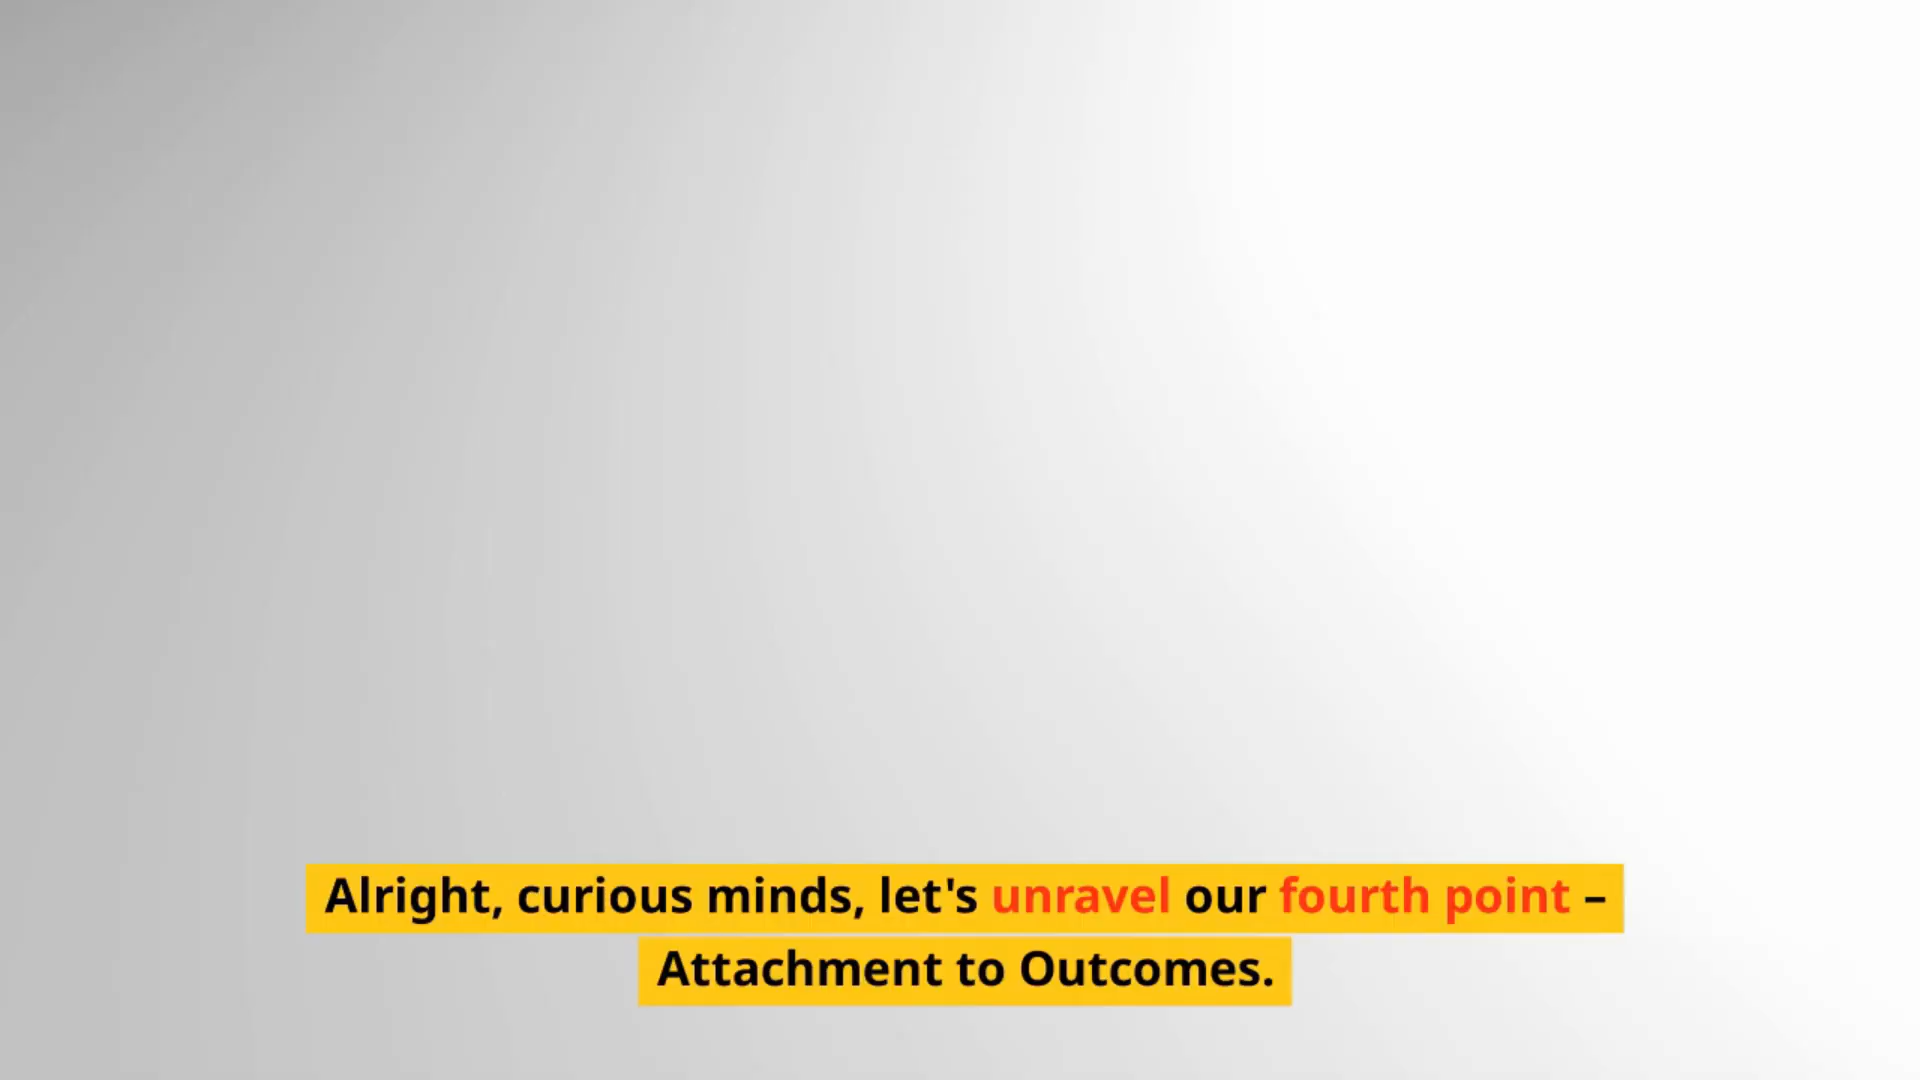 Alright, curious minds, let's unravel our fourth point –
Attachment to Outcomes.